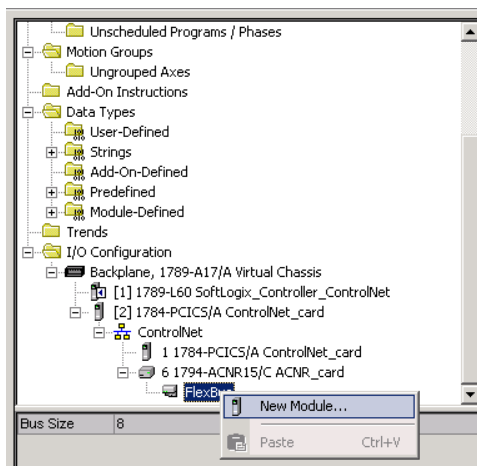 Unscheduled Programs / Phases
Motion Groups
Ungrouped Axes
Add-On Instructions
Data Types
User-Defined
Strings
Add-On-Defined
Predefined
Module-Defined
Trends
I/O Configuration
Backplane, 1789-A17/A Virtual Chassis
[1] 1789-L60 SoftLogix_Controller_ControlNet
[2] 1784-PCICS/A ControlNet_card
ControlNet
1 1784-PCICS/A ControlNet_card
6 1794-ACNR15/C ACNR_card
FlexBus
New Module...
Bus Size 8
Paste Ctrl+V